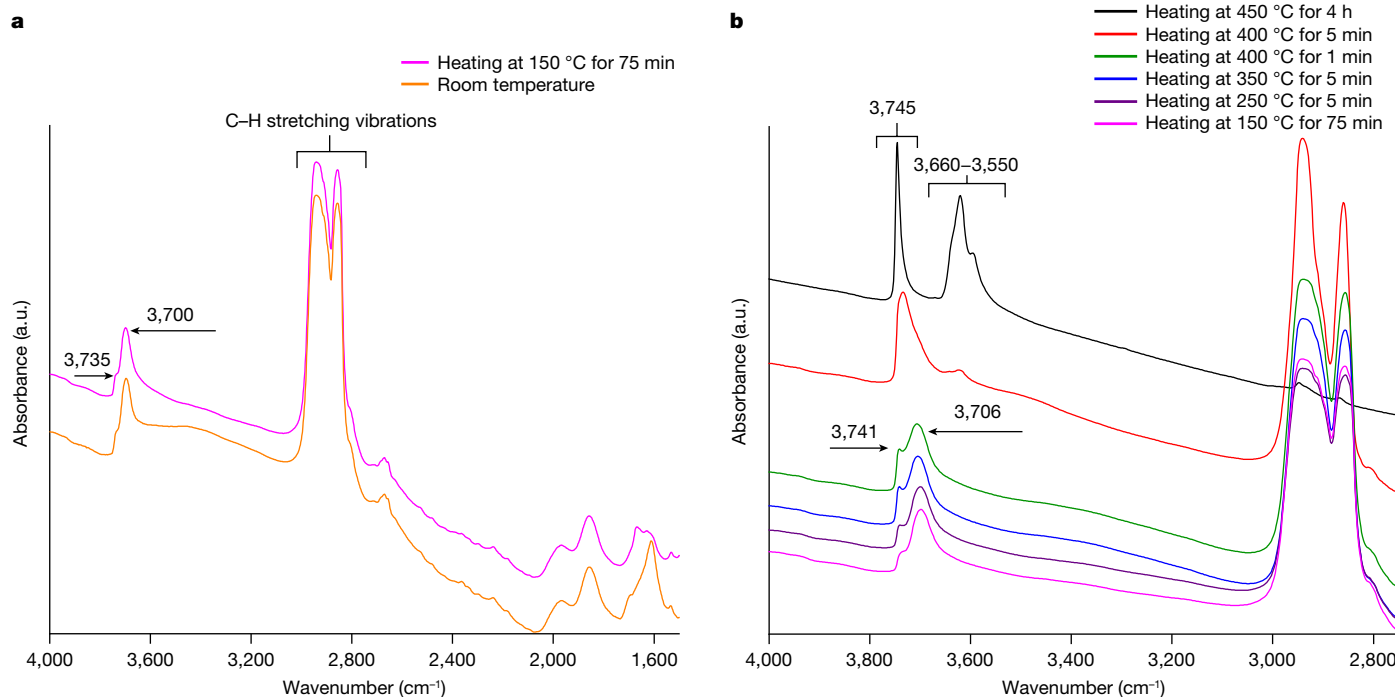 a
Heating at 150 °C for 75 min
Room temperature
C–H stretching vibrations
3,700
3,735
Absorbance (a.u.)
4,000 3,600 3,200 2,800 2,400 2,000 1,600
Wavenumber (cm⁻¹)
b
Heating at 450 °C for 4 h
Heating at 400 °C for 5 min
Heating at 400 °C for 1 min
Heating at 350 °C for 5 min
Heating at 250 °C for 5 min
Heating at 150 °C for 75 min
3,745
3,660–3,550
3,706
3,741
Absorbance (a.u.)
4,000 3,800 3,600 3,400 3,200 3,000 2,800
Wavenumber (cm⁻¹)